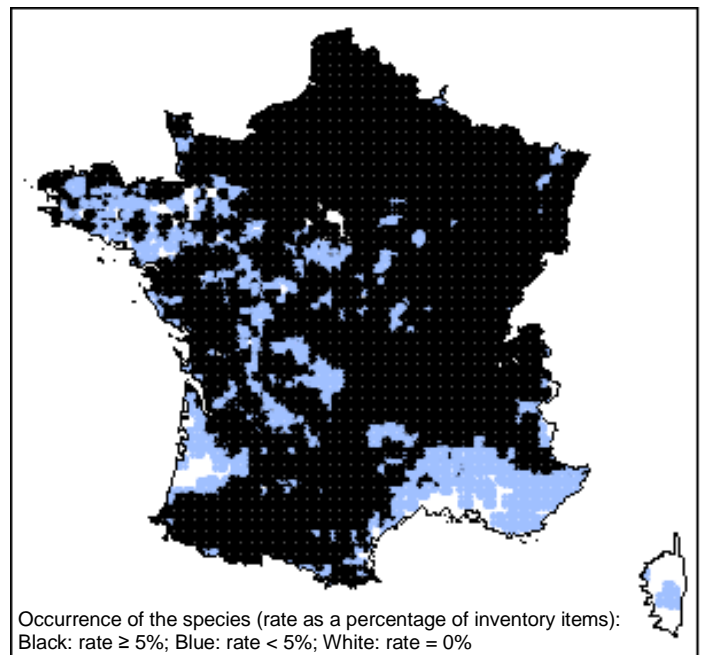 Occurrence of the species (rate as a percentage of inventory items):
Black: rate ≥ 5%; Blue: rate < 5%; White: rate = 0%